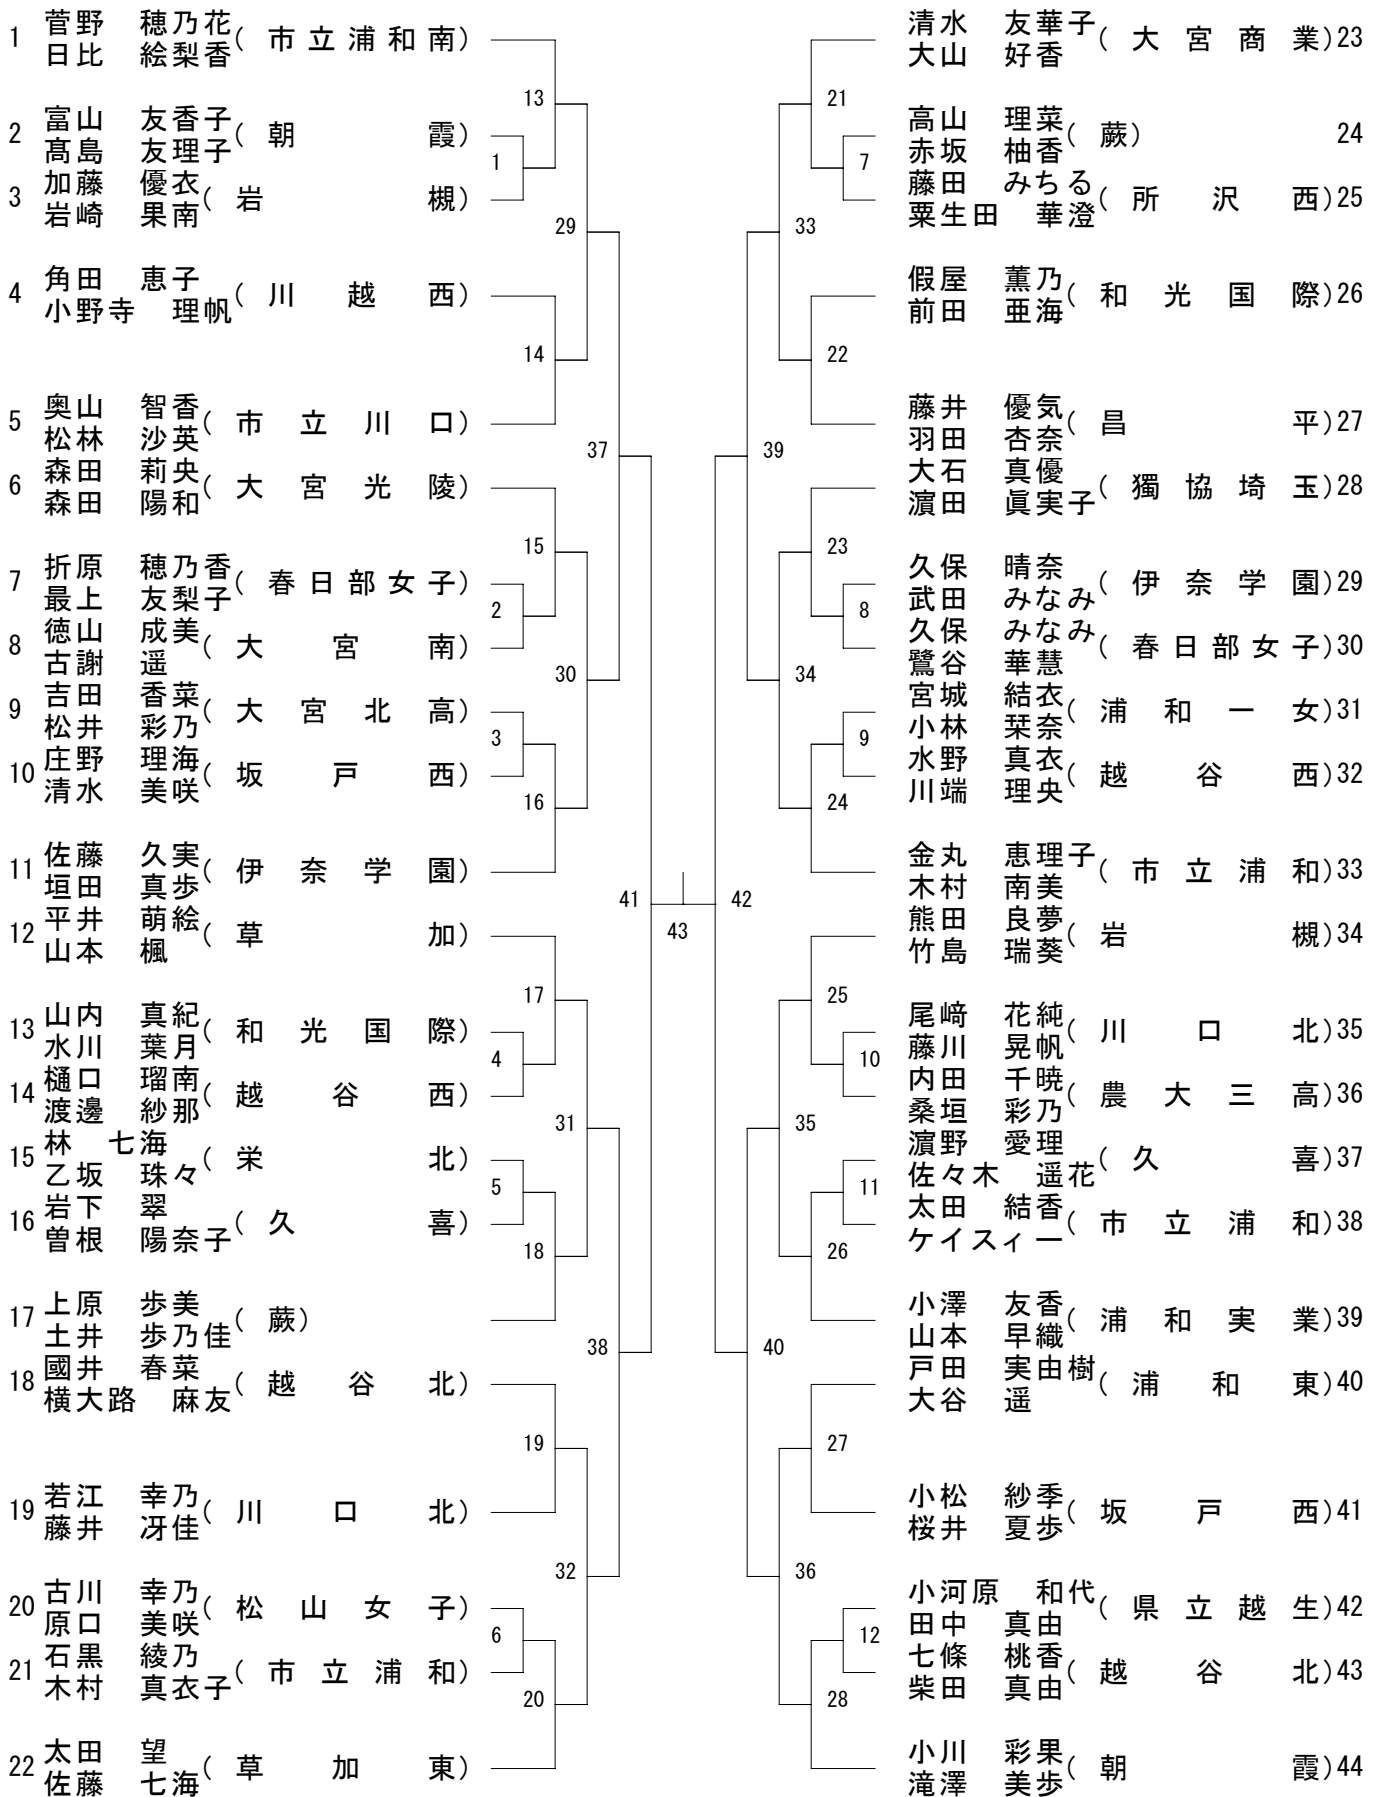 1 菅野 穂乃花 (市立浦和南)
日比 絵梨香
2 富山 友香子 (朝霞)
髙島 友理子
3 加藤 優衣 (岩槻)
岩崎 果南
4 角田 恵子 (川越西)
小野寺 理帆
5 奥山 智香 (市立川口)
松林 沙英
6 森田 莉央 (大宮光陵)
森田 陽和
7 折原 穂乃香 (春日部女子)
最上 友梨子
8 徳山 成美 (大宮南)
古謝 遥
9 吉田 香菜 (大宮北高)
松井 彩乃
10 庄野 理海 (坂戸西)
清水 美咲
11 佐藤 久実 (伊奈学園)
垣田 真歩
12 平井 萌絵 (草加)
山本 楓
13 山内 真紀 (和光国際)
水川 葉月
14 樋口 瑠南 (越谷西)
渡邊 紗那
15 林 七海 (栄北)
乙坂 珠々
16 岩下 翠 (久喜)
曽根 陽奈子
17 上原 歩美 (蕨)
土井 歩乃佳
18 國井 春菜 (越谷北)
横大路 麻友
19 若江 幸乃 (川口北)
藤井 冴佳
20 古川 幸乃 (松山女子)
原口 美咲
21 石黒 綾乃 (市立浦和)
木村 真衣子
22 太田 望 (草加東)
佐藤 七海
13
1
29
14
37
15
2
30
3
16
41
17
4
31
5
18
38
19
32
6
20
43
21
7
33
22
39
23
8
34
9
24
42
25
10
35
11
26
40
27
36
12
28
清水 友華子 (大宮商業) 23
大山 好香
高山 理菜 (蕨) 24
赤坂 柚香
藤田 みちる (所沢西) 25
粟生田 華澄
假屋 薫乃 (和光国際) 26
前田 亜海
藤井 優気 (昌平) 27
羽田 杏奈
大石 真優 (獨協埼玉) 28
濵田 眞実子
久保 晴奈 (伊奈学園) 29
武田 みなみ
久保 みなみ (春日部女子) 30
鷺谷 華慧
宮城 結衣 (浦和一女) 31
小林 栞奈
水野 真衣 (越谷西) 32
川端 理央
金丸 恵理子 (市立浦和) 33
木村 南美
熊田 良夢 (岩槻) 34
竹島 瑞葵
尾﨑 花純 (川口北) 35
藤川 晃帆
内田 千暁 (農大三高) 36
桑垣 彩乃
濵野 愛理 (久喜) 37
佐々木 遥花
太田 結香 (市立浦和) 38
ケイスィー
小澤 友香 (浦和実業) 39
山本 早織
戸田 実由樹 (浦和東) 40
大谷 遥
小松 紗季 (坂戸西) 41
桜井 夏歩
小河原 和代 (県立越生) 42
田中 真由
七條 桃香 (越谷北) 43
柴田 真由
小川 彩果 (朝霞) 44
滝澤 美歩